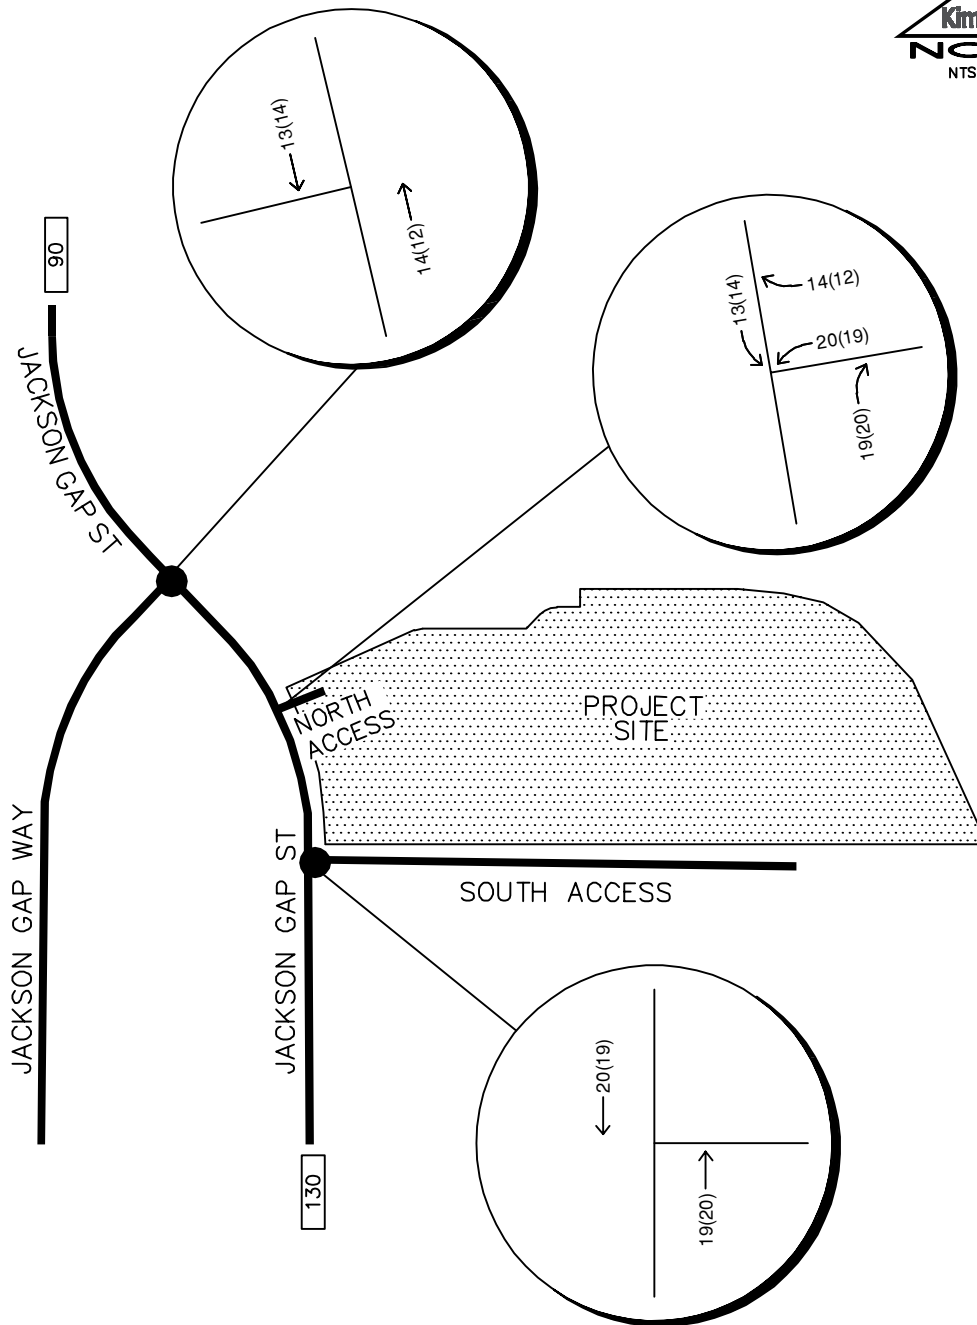 Kim
NO
NTS
13(14)
14(12)
90
JACKSON GAP ST
13(14)
14(12)
20(19)
19(20)
NORTH
ACCESS
PROJECT
SITE
JACKSON GAP WAY
JACKSON GAP ST
SOUTH ACCESS
130
20(19)
19(20)